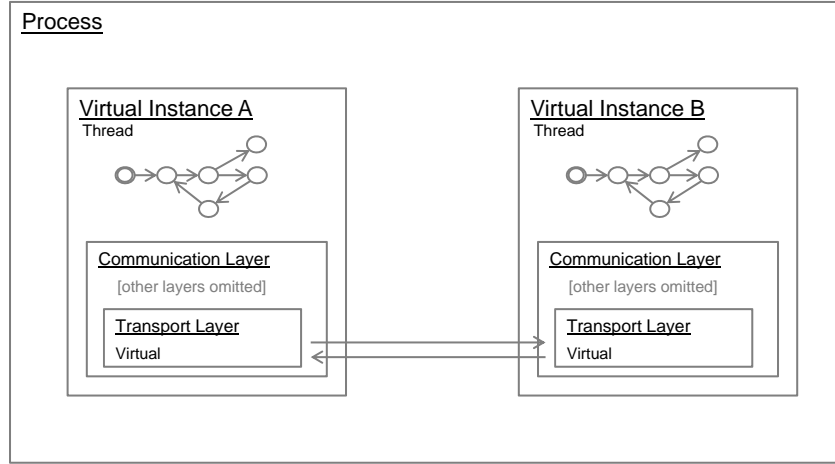 Process
Virtual Instance A
Thread
Communication Layer
[other layers omitted]
Transport Layer
Virtual
Virtual Instance B
Thread
Communication Layer
[other layers omitted]
Transport Layer
Virtual